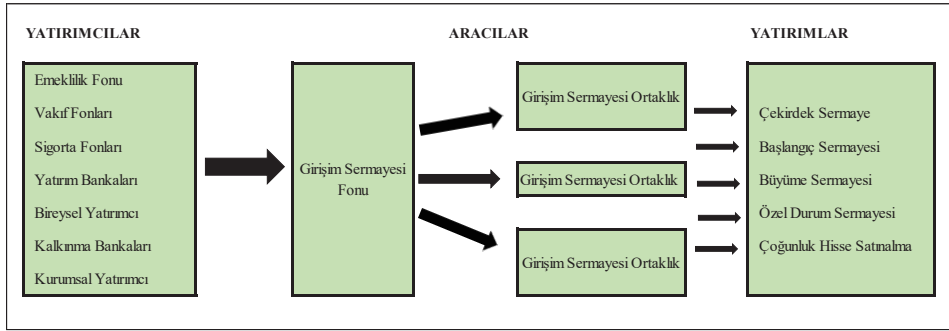 YATIRIMCILAR
ARACILAR
YATIRIMLAR
Emeklilik Fonu
Vakıf Fonları
Sigorta Fonları
Yatırım Bankaları
Bireysel Yatırımcı
Kalkınma Bankaları
Kurumsal Yatırımcı
Girişim Sermayesi
Fonu
Girişim Sermayesi Ortaklık
Girişim Sermayesi Ortaklık
Girişim Sermayesi Ortaklık
Çekirdek Sermaye
Başlangıç Sermayesi
Büyüme Sermayesi
Özel Durum Sermayesi
Çoğunluk Hisse Satınalma